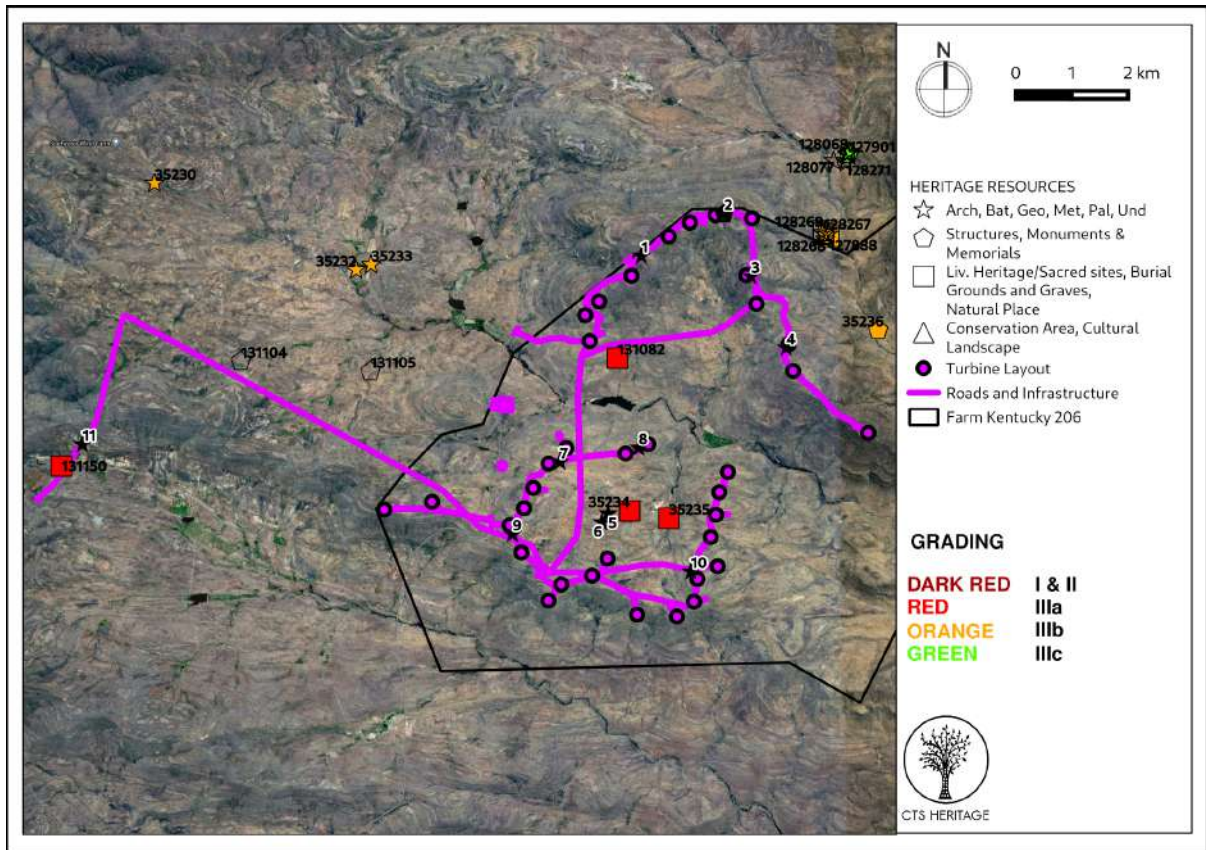 N
0 1 2 km
HERITAGE RESOURCES
Arch, Bat, Geo, Met, Pal, Und
Structures, Monuments &
Memorials
Liv. Heritage/Sacred sites, Burial
Grounds and Graves,
Natural Place
Conservation Area, Cultural
Landscape
Turbine Layout
Roads and Infrastructure
Farm Kentucky 206
GRADING
DARK RED I & II
RED IIIa
ORANGE IIIb
GREEN IIIc
CTS HERITAGE
35230
128068
127901
128077
128271
2
128267
127888
1
35233
35232
3
35236
4
131104
131105
131082
11
131150
7
8
35234
35235
5
6
9
10